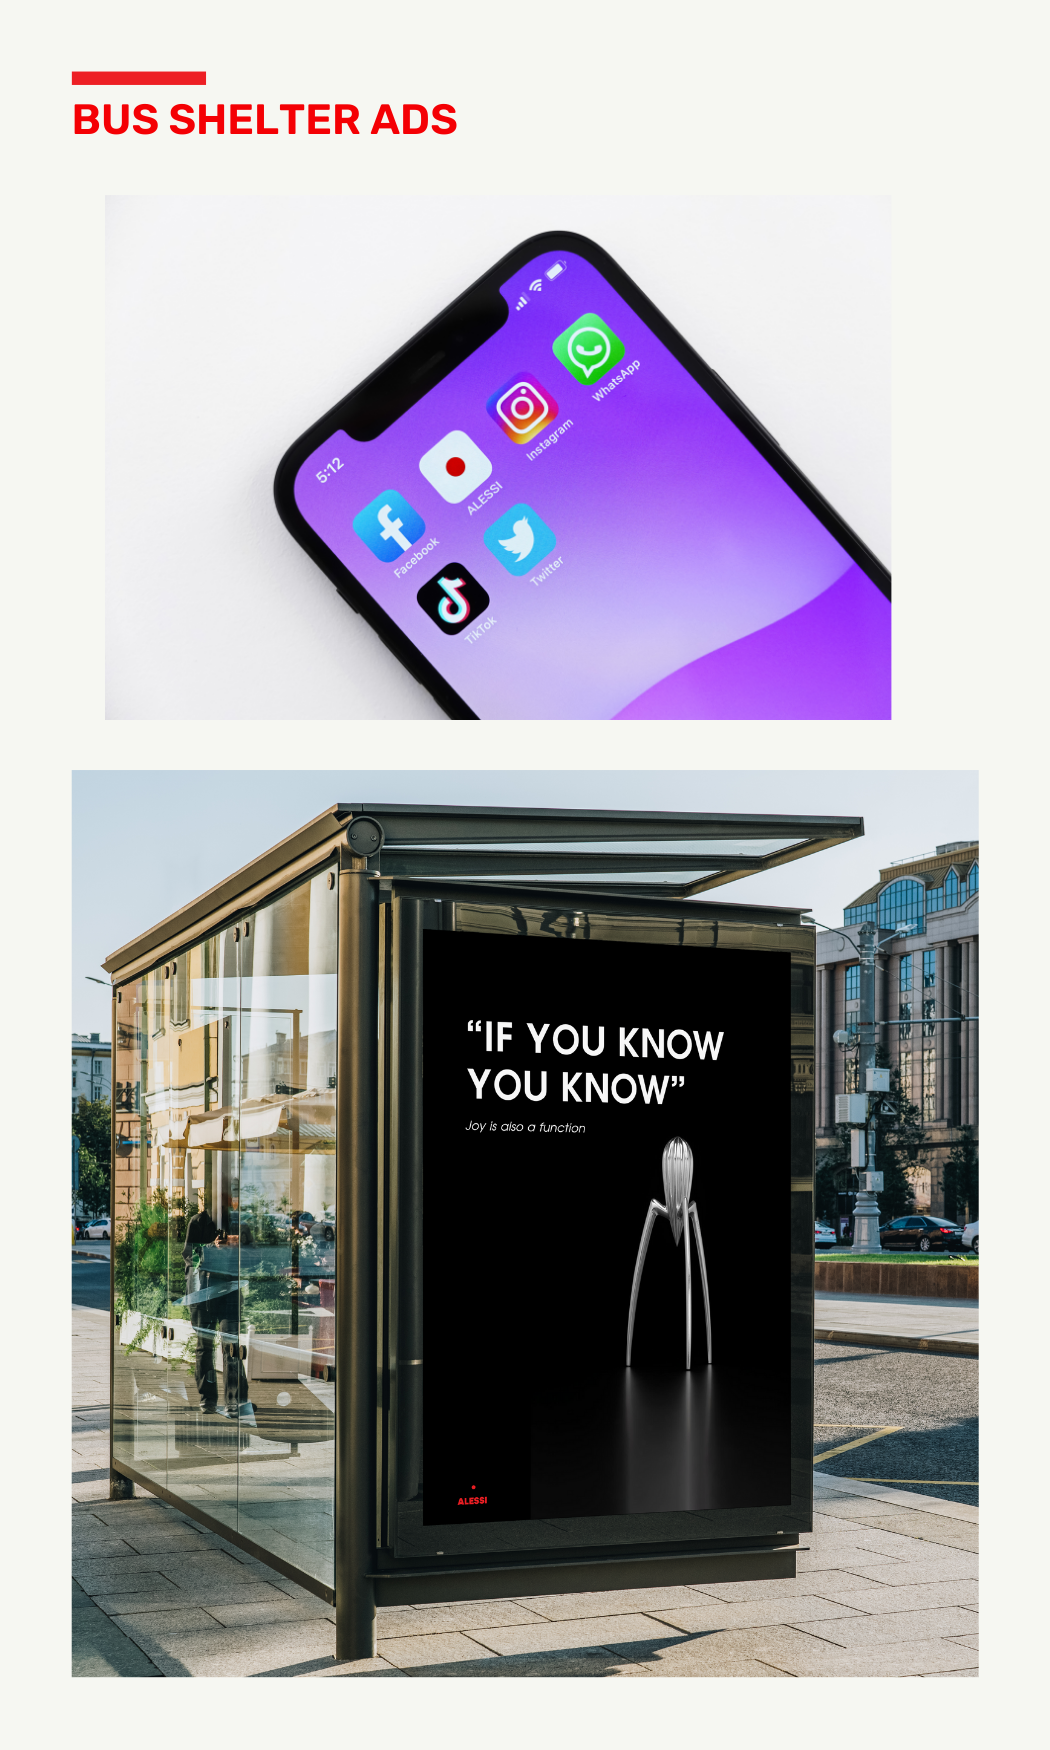 BUS SHELTER ADS
5:12
WhatsApp
Instagram
ALESSI
Facebook
Twitter
TikTok
“IF YOU KNOW
YOU KNOW”
Joy is also a function
ALESSI